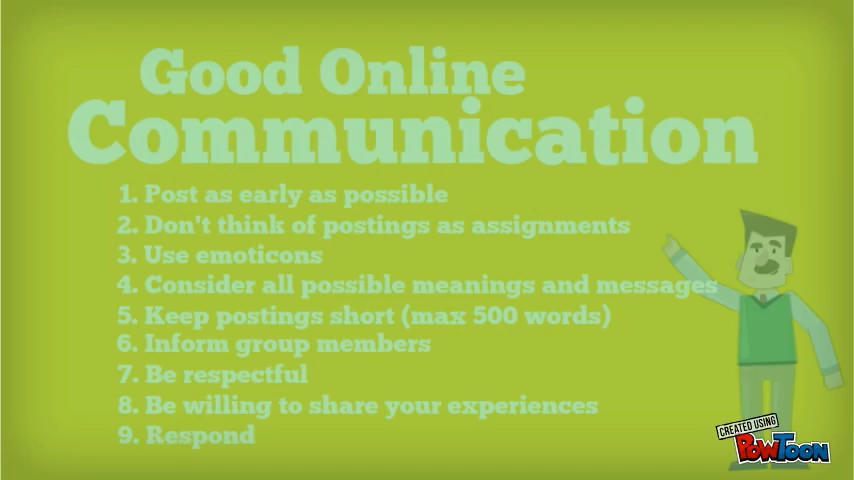 Good Online
Communication
1. Post as early as possible
2. Don't think of postings as assignments
3. Use emoticons
4. Consider all possible meanings and messages
5. Keep postings short (max 500 words)
6. Inform group members
7. Be respectful
8. Be willing to share your experiences
9. Respond
CREATED USING
POWTOON